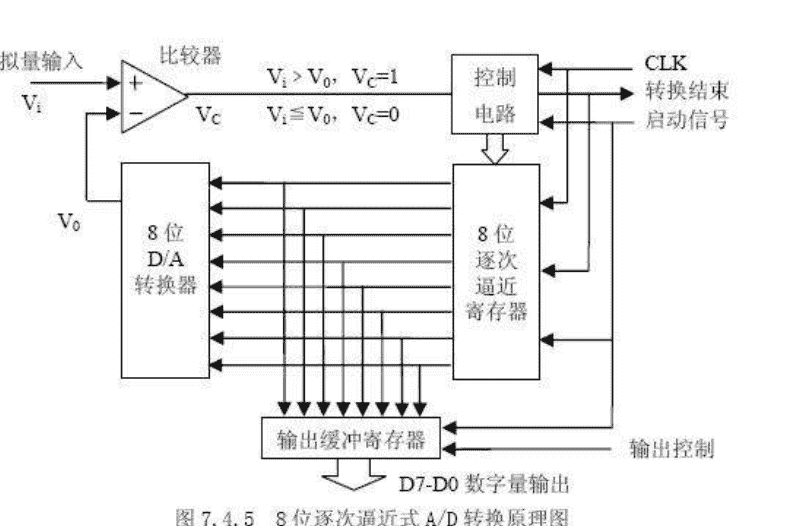 拟量输入
比较器
Vi
+
−
VC
Vi > V0, VC=1
Vi≦V0, VC=0
控制
电路
CLK
转换结束
启动信号
V0
8位
D/A
转换器
8位
逐次
逼近
寄存器
输出缓冲寄存器
输出控制
D7-D0 数字量输出
图 7.4.5 8位逐次逼近式 A/D 转换原理图